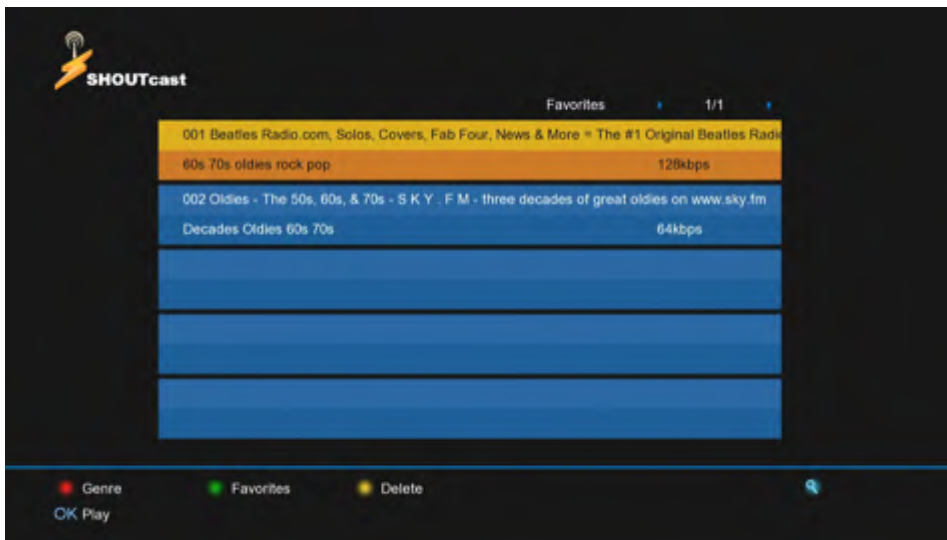 SHOUTcast
Favorites 1/1
001 Beatles Radio.com, Solos, Covers, Fab Four, News & More = The #1 Original Beatles Radio
60s 70s oldies rock pop 128kbps
002 Oldies - The 50s, 60s, & 70s - S K Y . F M - three decades of great oldies on www.sky.fm
Decades Oldies 60s 70s 64kbps
Genre Favorites Delete
OK Play